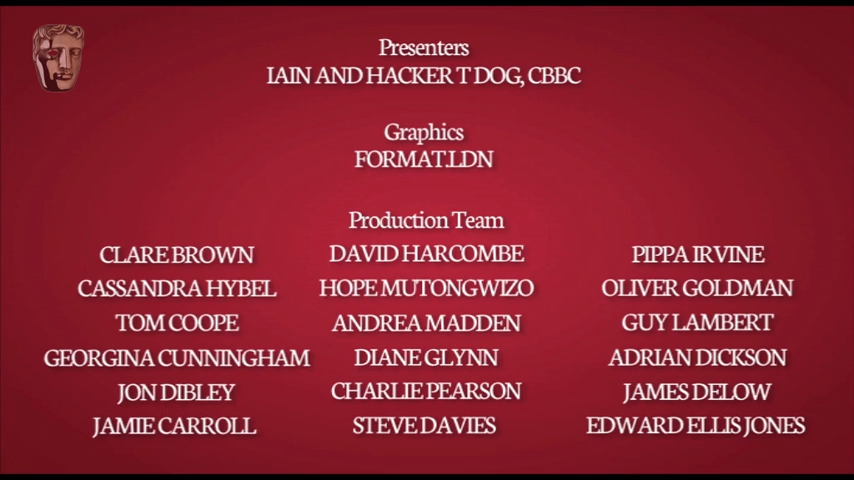 Presenters
IAIN AND HACKER T DOG, CBBC
Graphics
FORMAT.LDN
Production Team
CLARE BROWN DAVID HARCOMBE PIPPA IRVINE
CASSANDRA HYBEL HOPE MUTONGWIZO OLIVER GOLDMAN
TOM COOPE ANDREA MADDEN GUY LAMBERT
GEORGINA CUNNINGHAM DIANE GLYNN ADRIAN DICKSON
JON DIBLEY CHARLIE PEARSON JAMES DELOW
JAMIE CARROLL STEVE DAVIES EDWARD ELLIS JONES